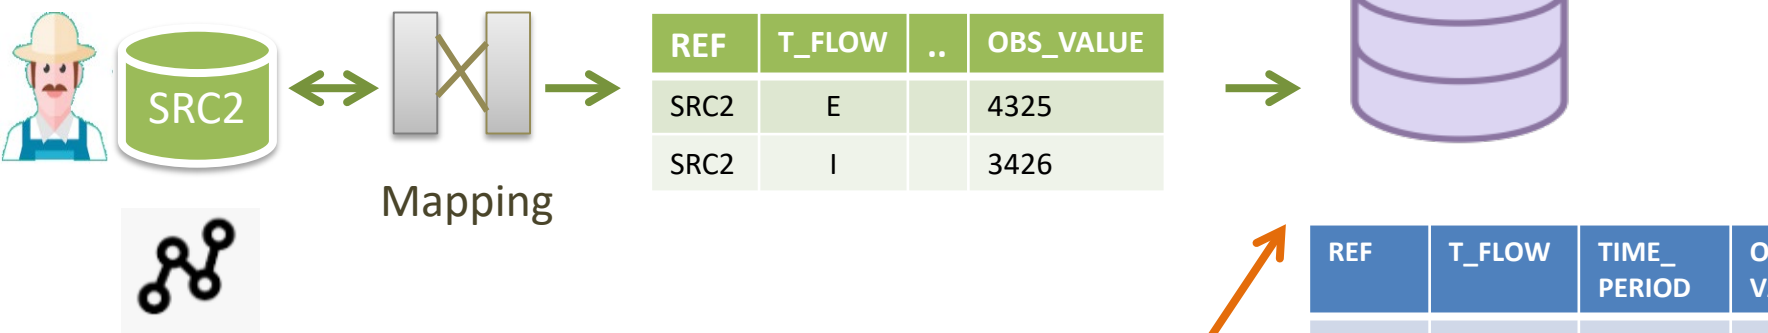 SRC2
Mapping
REF T_FLOW .. OBS_VALUE
SRC2 E 4325
SRC2 I 3426
REF T_FLOW TIME_
PERIOD